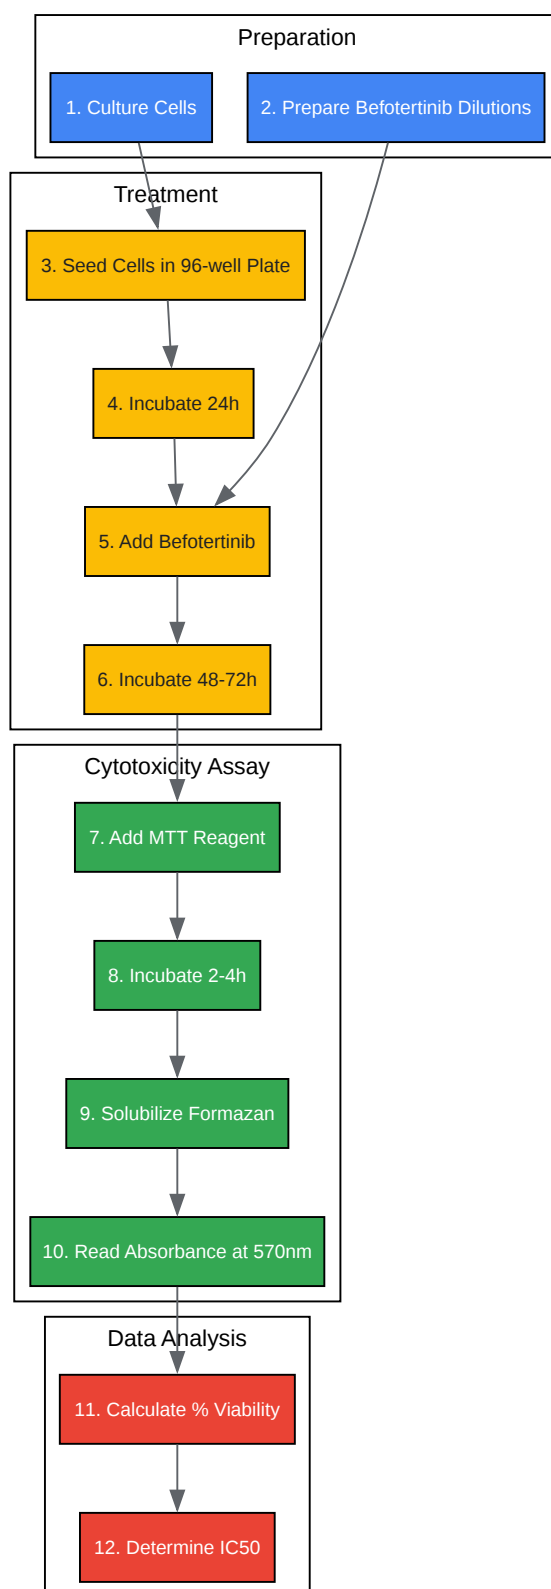 Preparation
1. Culture Cells
2. Prepare Befotertinib Dilutions
Treatment
3. Seed Cells in 96-well Plate
4. Incubate 24h
5. Add Befotertinib
6. Incubate 48-72h
Cytotoxicity Assay
7. Add MTT Reagent
8. Incubate 2-4h
9. Solubilize Formazan
10. Read Absorbance at 570nm
Data Analysis
11. Calculate % Viability
12. Determine IC50